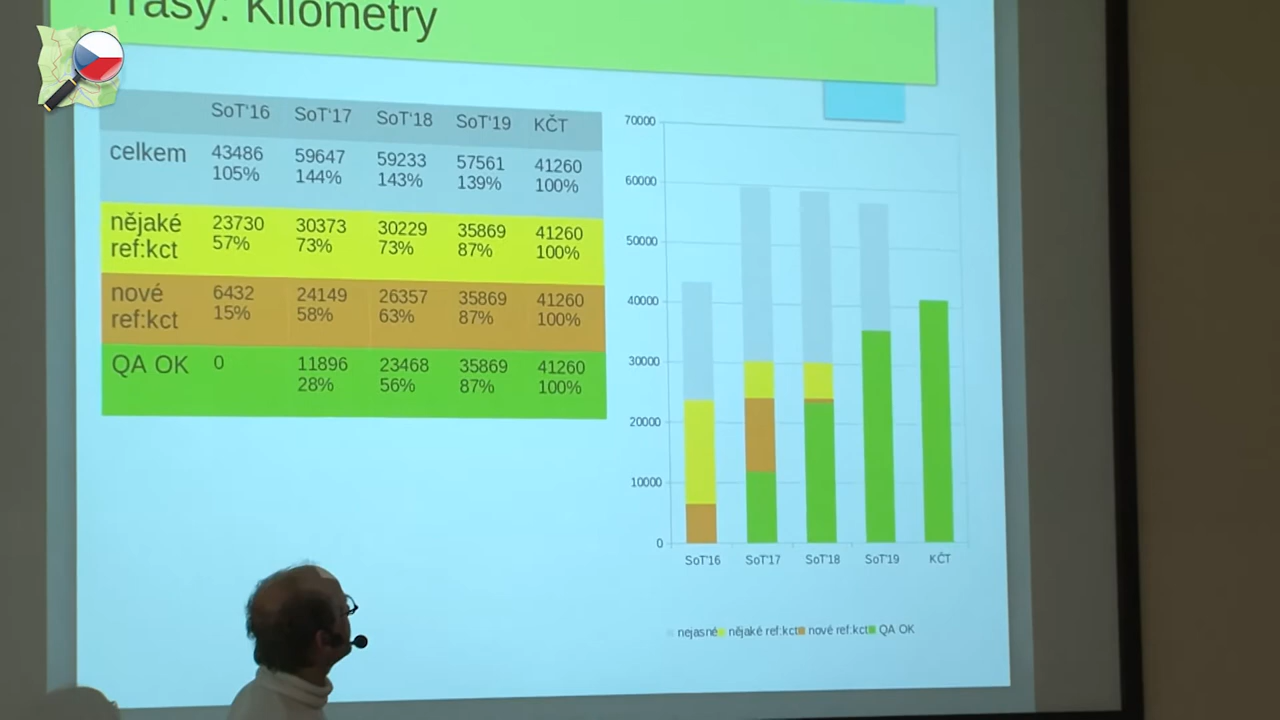 Trasy: Kilometry
SoT'16 SoT'17 SoT'18 SoT'19 KČT
celkem 43486 59647 59233 57561 41260
105% 144% 143% 139% 100%
nějaké 23730 30373 30229 35869 41260
ref:kct 57% 73% 73% 87% 100%
nové 6432 24149 26357 35869 41260
ref:kct 15% 58% 63% 87% 100%
QA OK 0 11896 23468 35869 41260
28% 56% 87% 100%
70000
60000
50000
40000
30000
20000
10000
0
SoT'16 SoT'17 SoT'18 SoT'19 KČT
nejasné nějaké ref:kct nové ref:kct QA OK